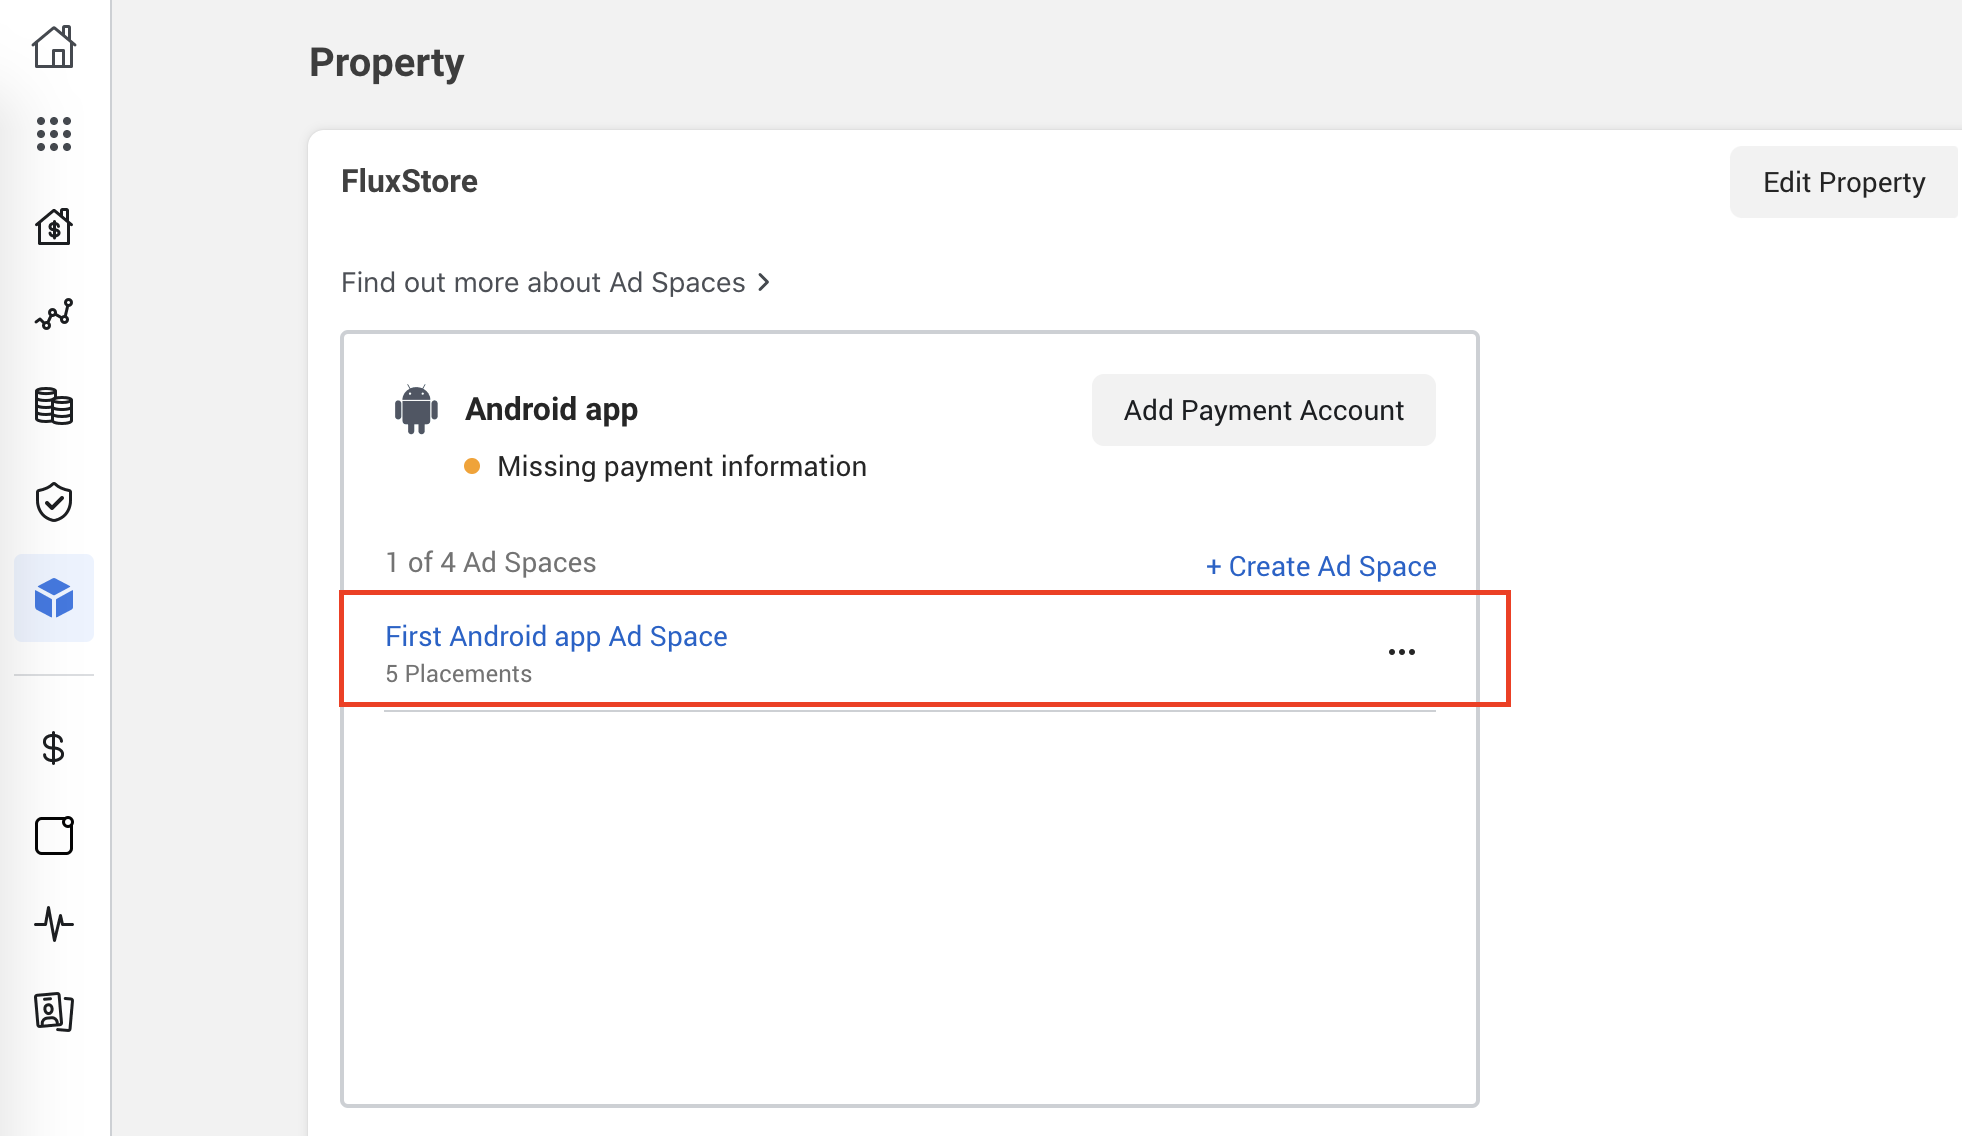 Property
FluxStore
Edit Property
Find out more about Ad Spaces
Android app
Add Payment Account
Missing payment information
1 of 4 Ad Spaces
+ Create Ad Space
First Android app Ad Space
5 Placements